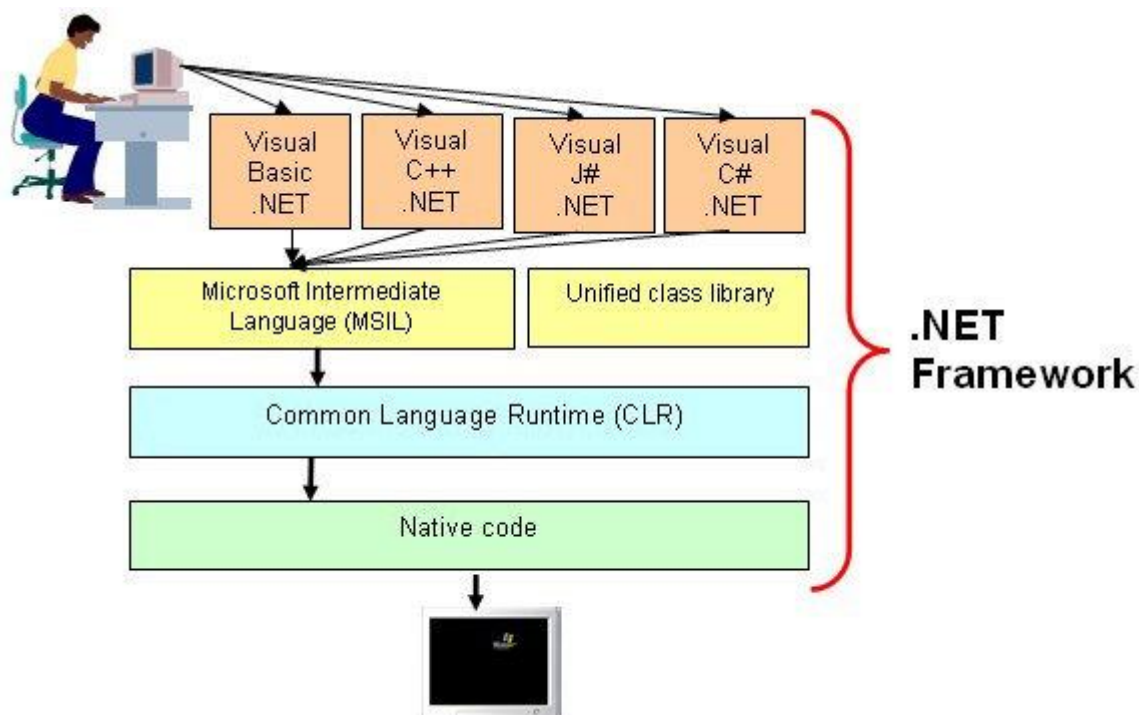 Visual
Basic
.NET
Visual
C++
.NET
Visual
J#
.NET
Visual
C#
.NET
Microsoft Intermediate
Language (MSIL)
Unified class library
.NET
Framework
Common Language Runtime (CLR)
Native code